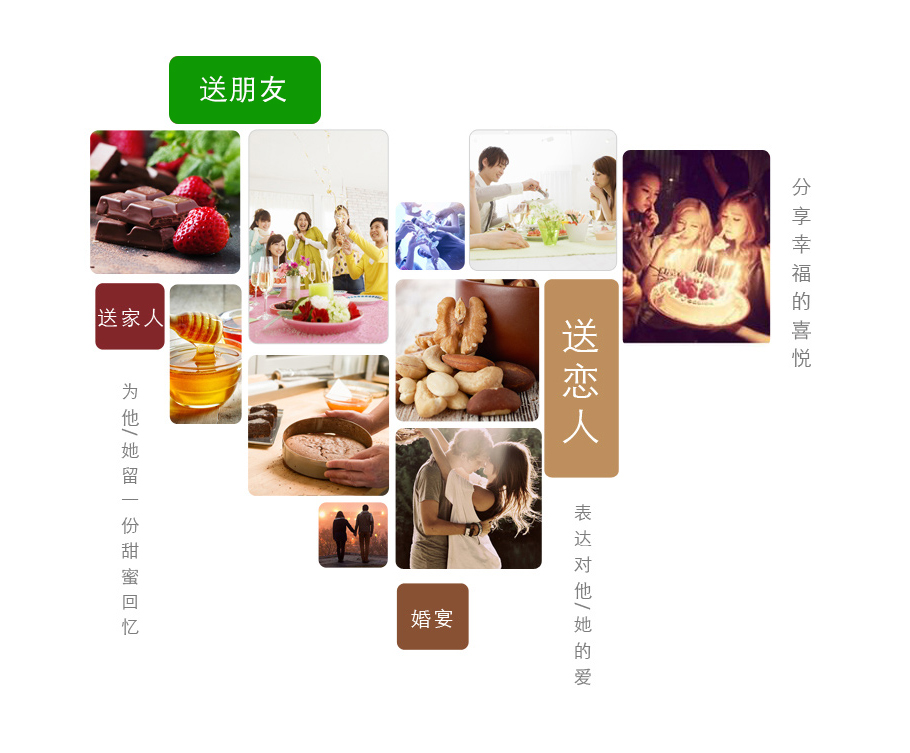 送朋友
分享幸福的喜悦
送家人
送恋人
为他/她留一份甜蜜回忆
表达对他/她的爱
婚宴